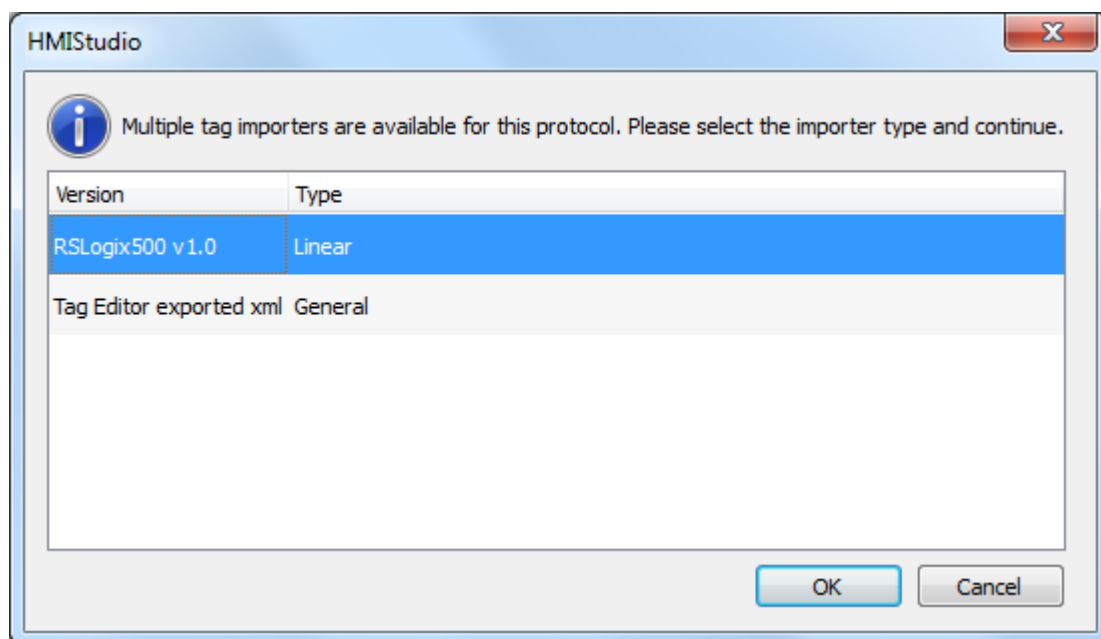 HMIStudio
Multiple tag importers are available for this protocol. Please select the importer type and continue.
Version Type
RSLogix500 v1.0 Linear
Tag Editor exported xml General
OK Cancel